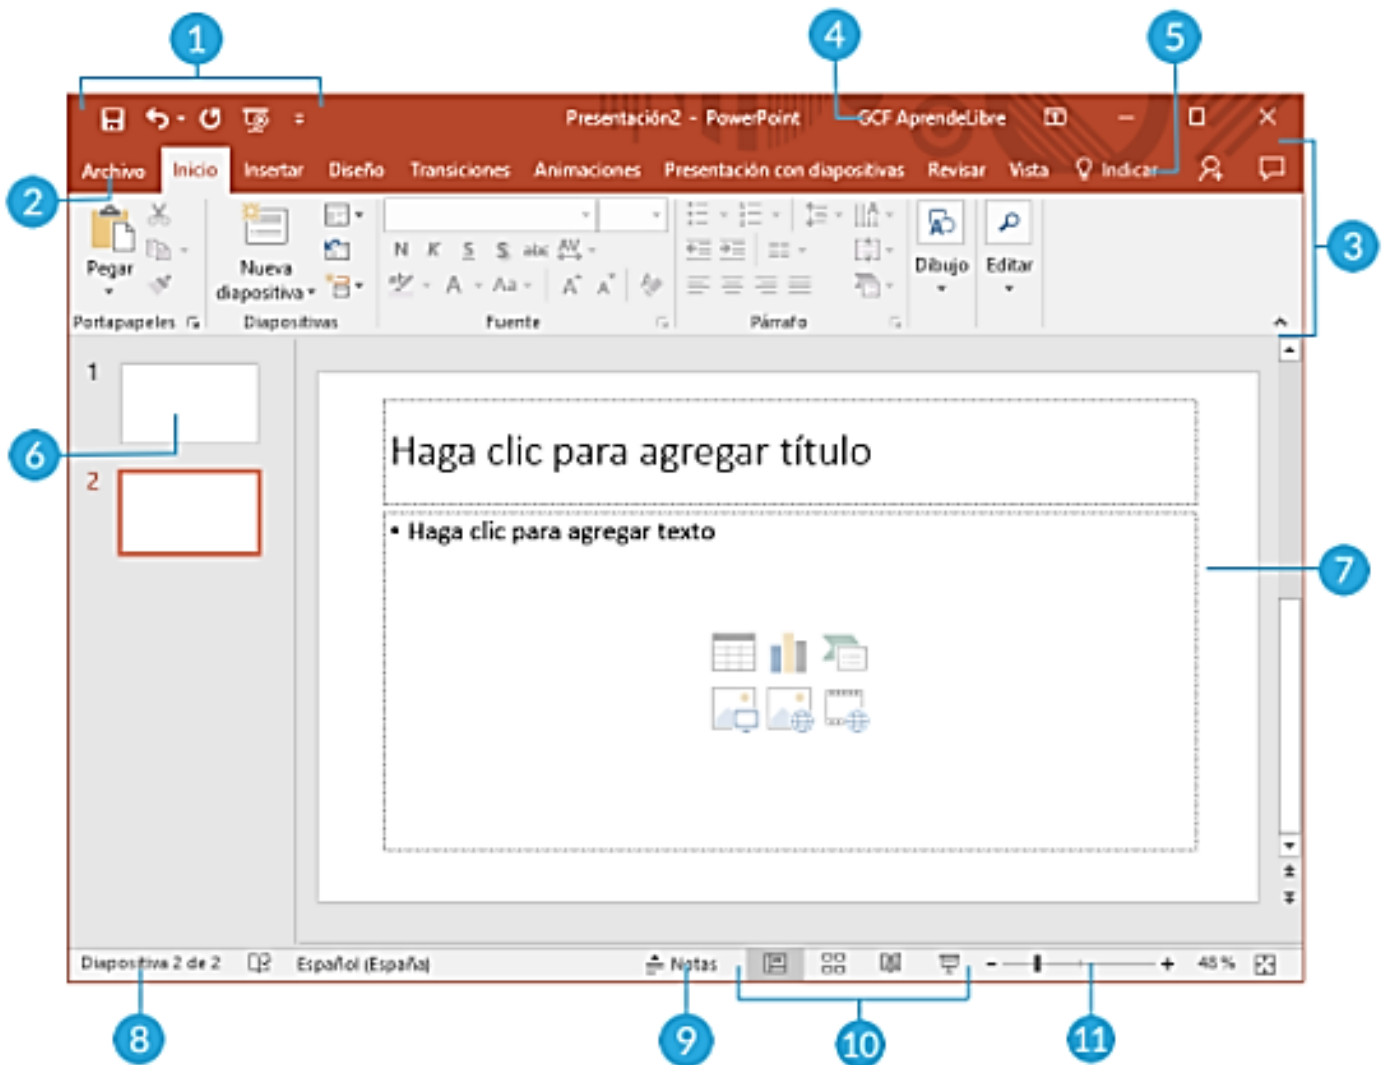 1 4 5
Presentación2 - PowerPoint GCF AprendeLibre
Archivo Inicio Insertar Diseño Transiciones Animaciones Presentación con diapositivas Revisar Vista Indicar
2
3
Pegar
Nueva
diapositiva
N K S S abc AV
A Aa A A
Dibujo Editar
Portapapeles Diapositivas Fuente Párrafo
1
6
2
Haga clic para agregar título
• Haga clic para agregar texto
7
Diapositiva 2 de 2 Español (España) Notas - + 48 %
8 9 10 11